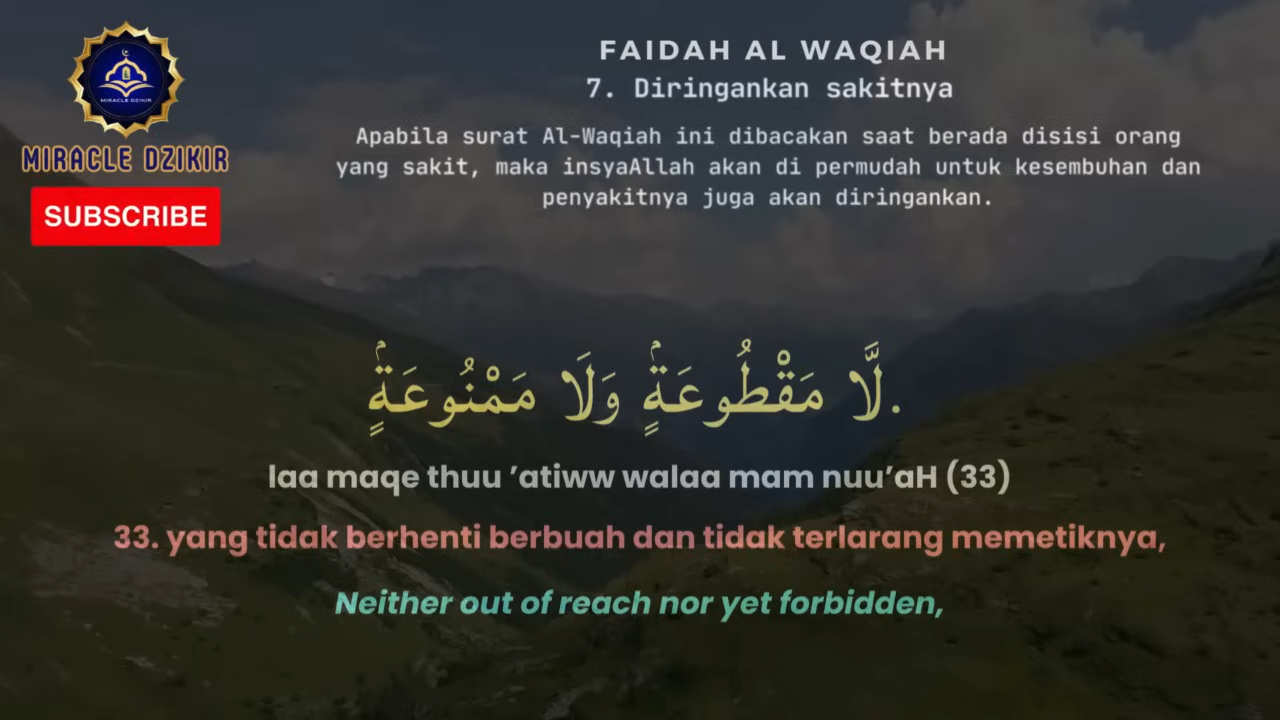 MIRACLE DZIKIR
MIRACLE DZIKIR
SUBSCRIBE
FAIDAH AL WAQIAH
7. Diringankan sakitnya
Apabila surat Al-Waqiah ini dibacakan saat berada disisi orang
yang sakit, maka insyaAllah akan di permudah untuk kesembuhan dan
penyakitnya juga akan diringankan.
لَّا مَقْطُوعَةٍۢ وَلَا مَمْنُوعَةٍۢ.
laa maqe thuu ’atiww walaa mam nuu’aH (33)
33. yang tidak berhenti berbuah dan tidak terlarang memetiknya,
Neither out of reach nor yet forbidden,